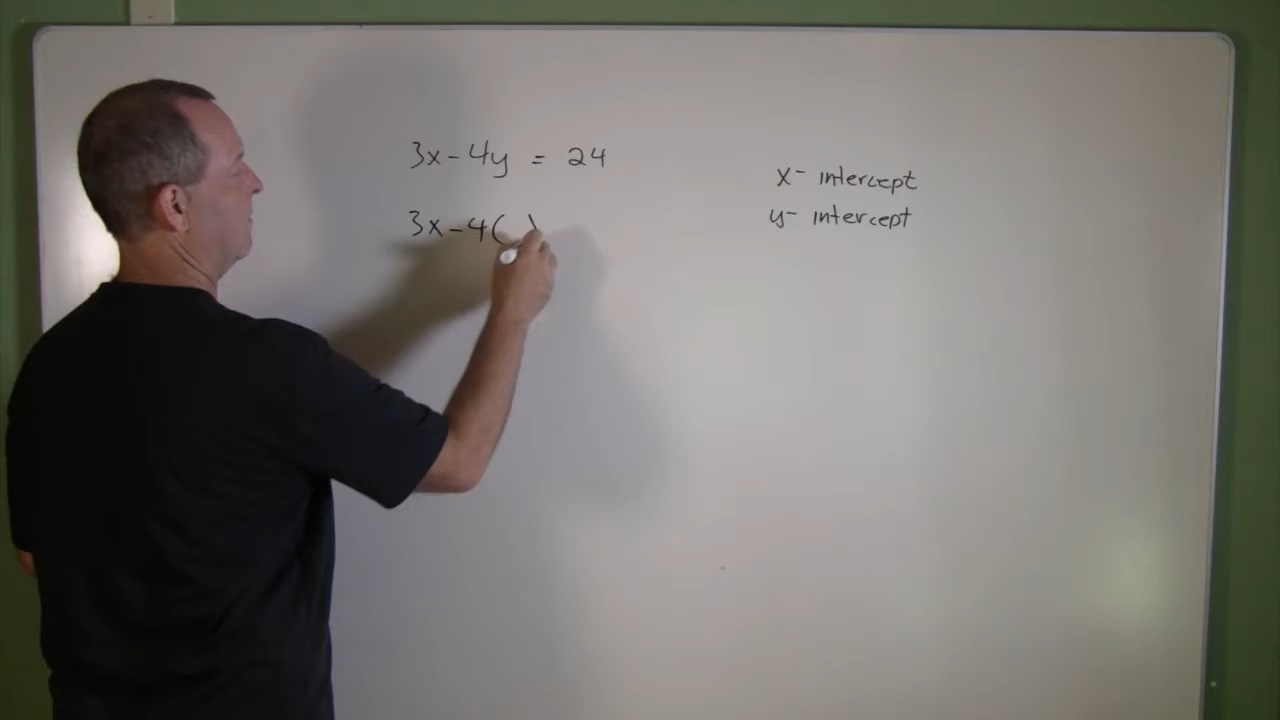 3x - 4y = 24
3x - 4( )
x- intercept
y- intercept